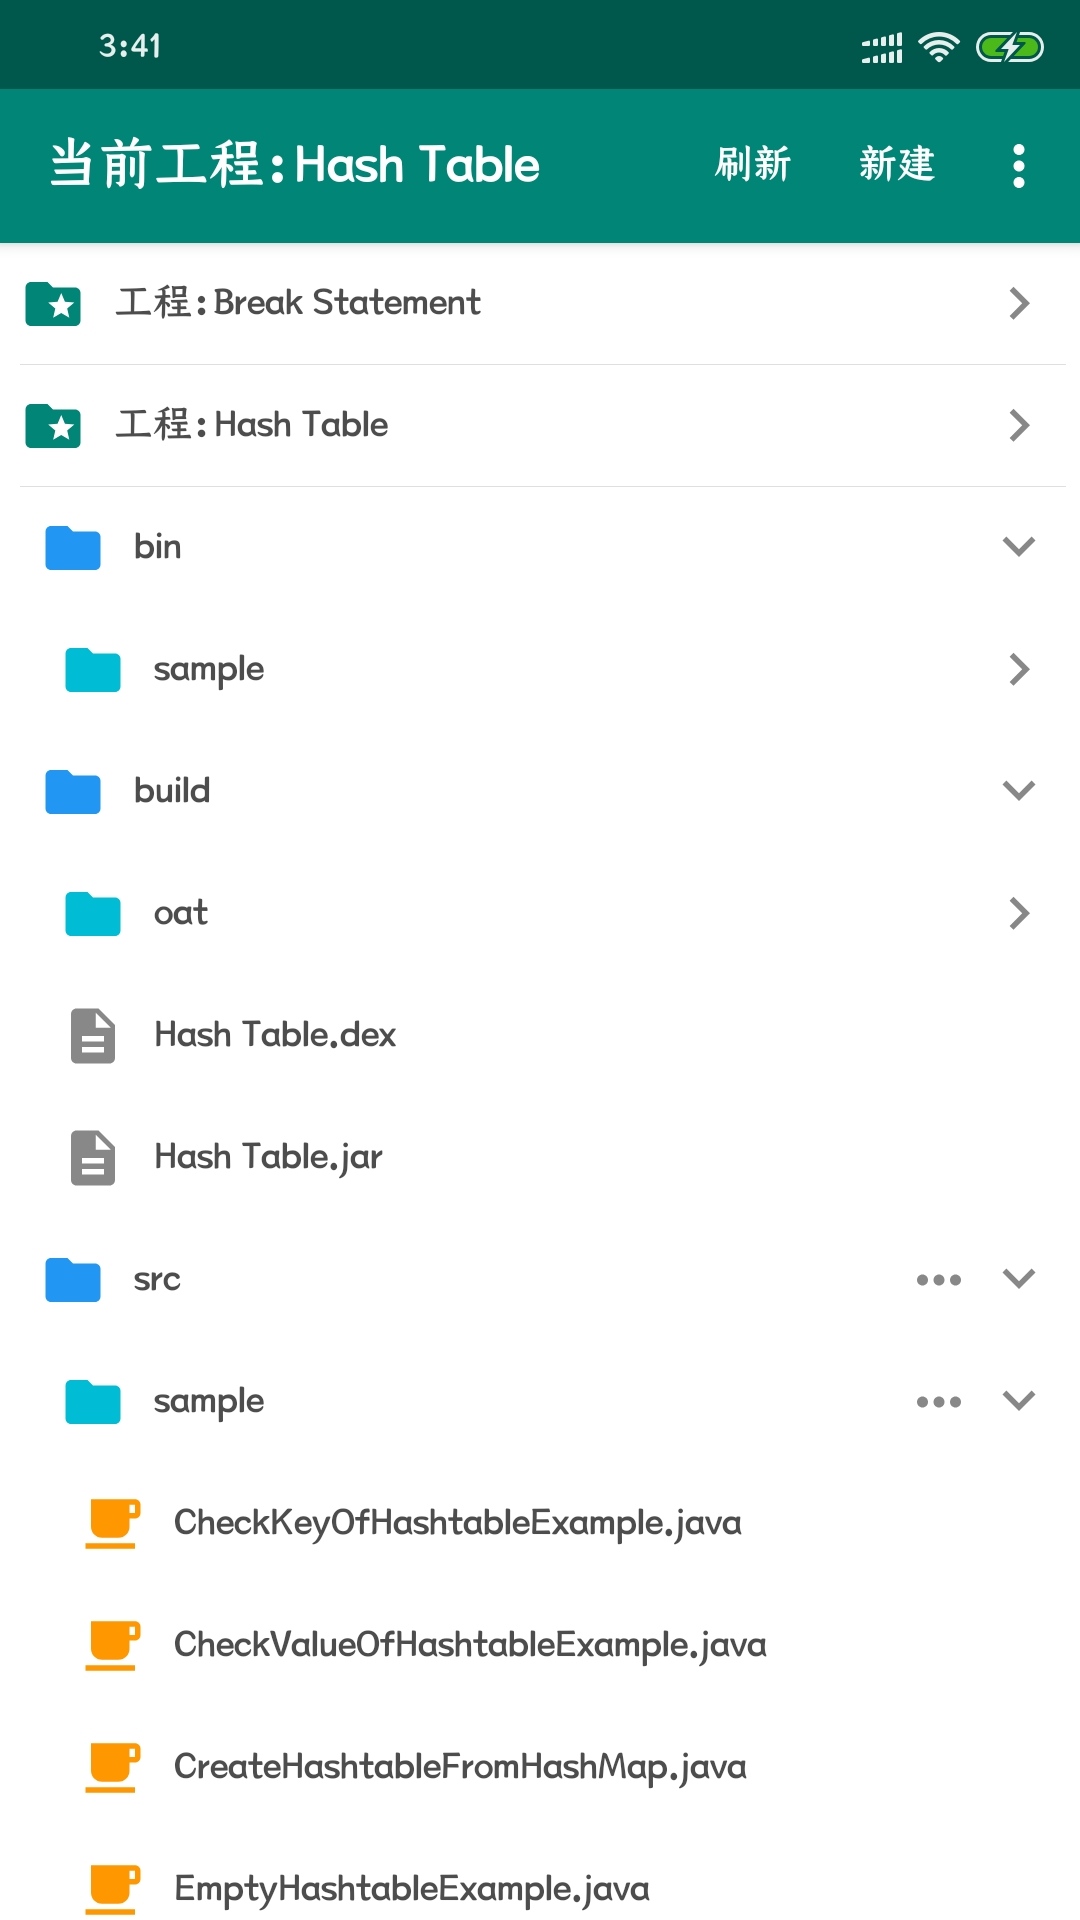 3:41
当前工程:Hash Table 刷新 新建
工程:Break Statement
工程:Hash Table
bin
sample
build
oat
Hash Table.dex
Hash Table.jar
src
sample
CheckKeyOfHashtableExample.java
CheckValueOfHashtableExample.java
CreateHashtableFromHashMap.java
EmptyHashtableExample.java